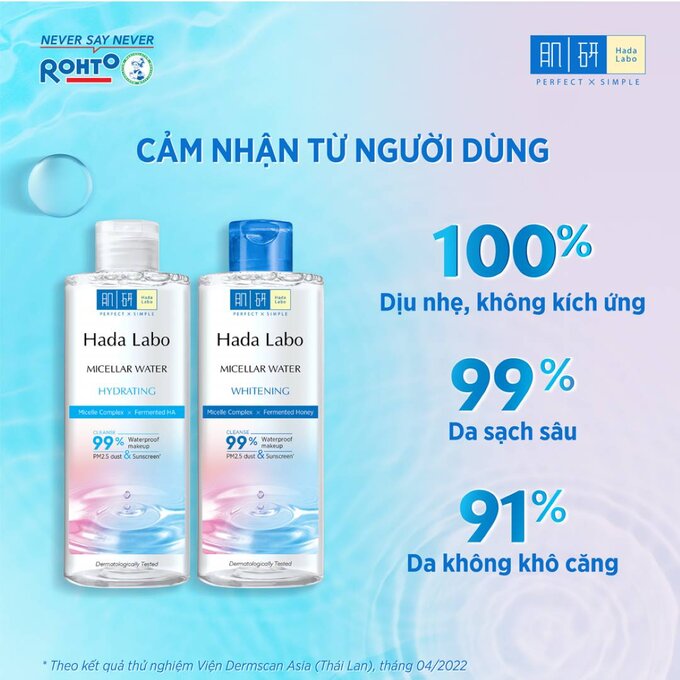 NEVER SAY NEVER
ROHTO
肌 研 Hada Labo
PERFECT X SIMPLE
CẢM NHẬN TỪ NGƯỜI DÙNG
100%
Dịu nhẹ, không kích ứng
99%
Da sạch sâu
91%
Da không khô căng
肌 研 Hada Labo
PERFECT X SIMPLE
Hada Labo
MICELLAR WATER
HYDRATING
Micelle Complex × Fermented HA
CLEANSE
99% Waterproof makeup
PM2.5 dust & Sunscreen*
Dermatologically Tested
肌 研 Hada Labo
PERFECT X SIMPLE
Hada Labo
MICELLAR WATER
WHITENING
Micelle Complex × Fermented Honey
CLEANSE
99% Waterproof makeup
PM2.5 dust & Sunscreen*
Dermatologically Tested
* Theo kết quả thử nghiệm Viện Dermscan Asia (Thái Lan), tháng 04/2022